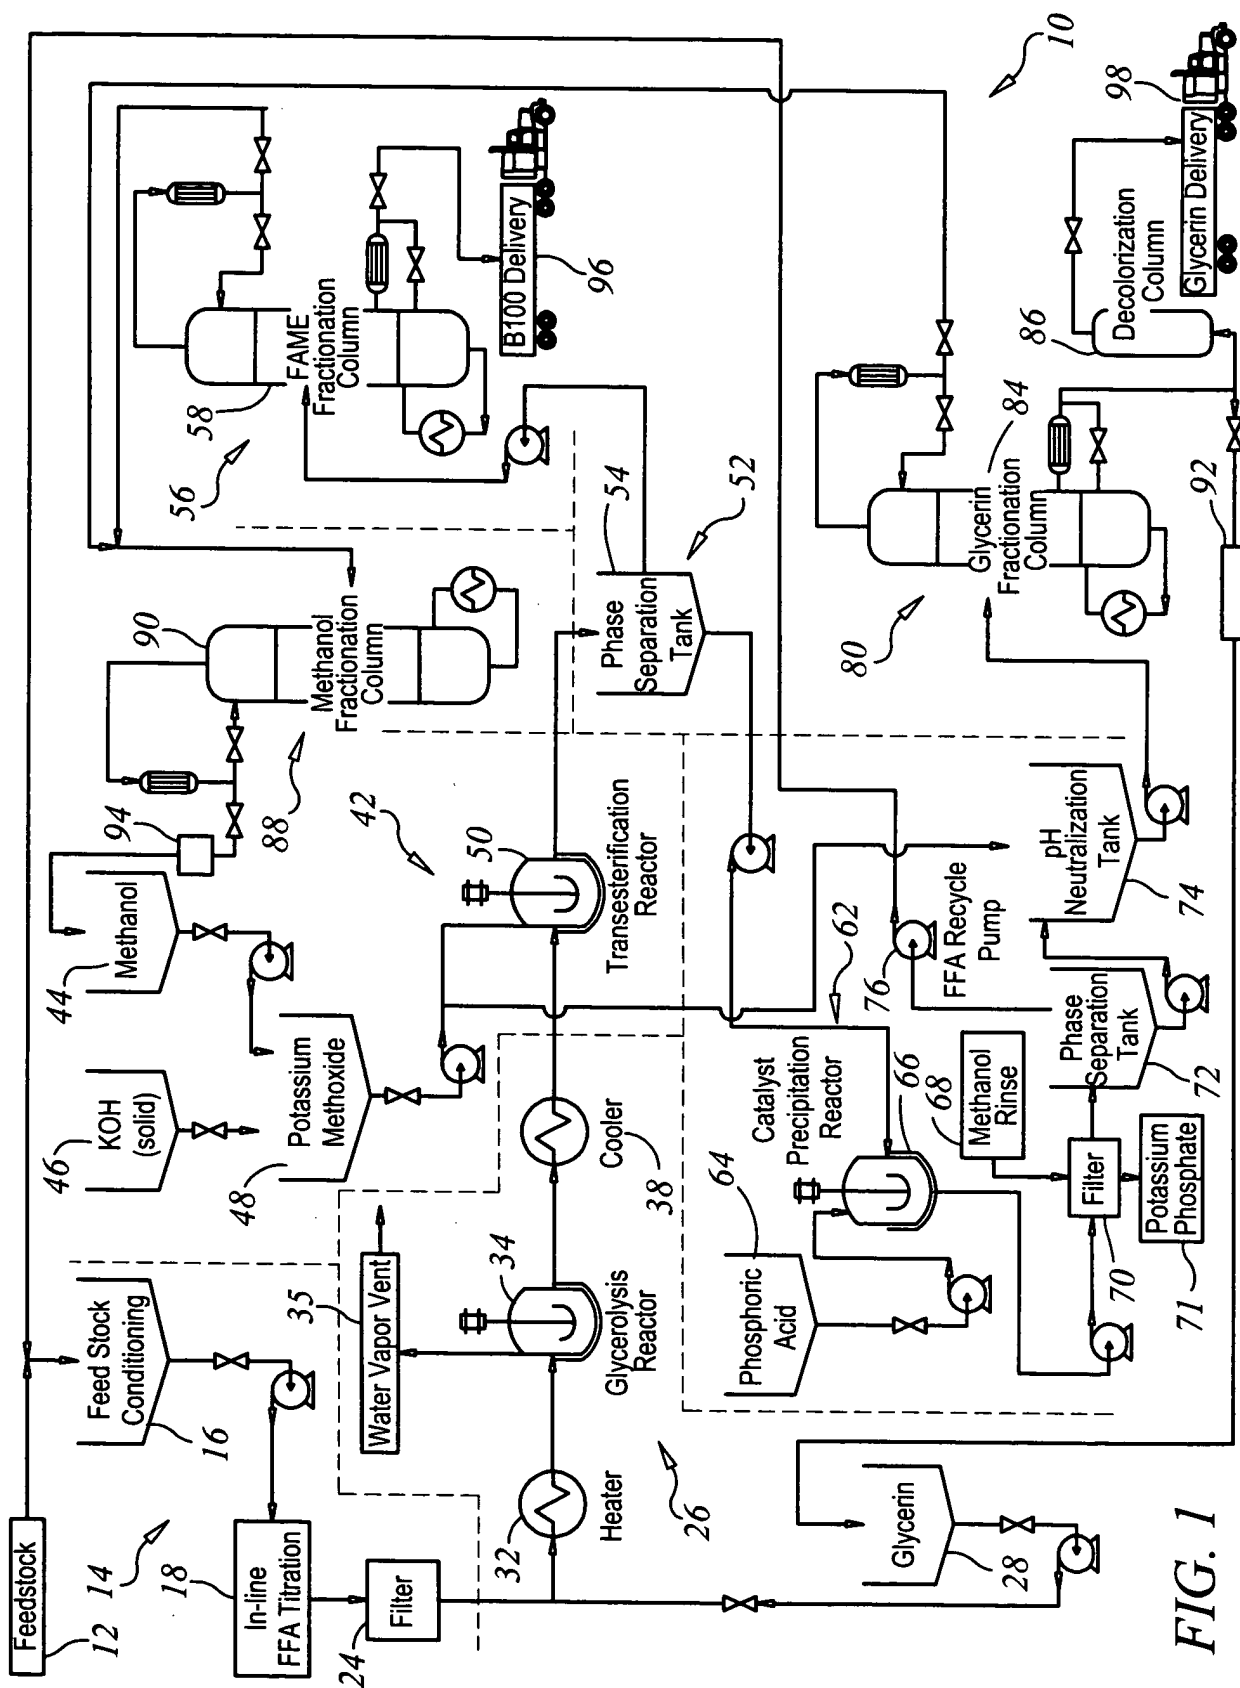 Feedstock
12
14
Feed Stock
Conditioning
16
18
In-line
FFA Titration
24
Filter
46
KOH
(solid)
44
Methanol
94
48
Potassium
Methoxide
88
90
Methanol
Fractionation
Column
56
58
FAME
Fractionation
Column
B100 Delivery
96
35
Water Vapor Vent
32
Heater
34
Glycerolysis
Reactor
26
38
Cooler
42
50
Transesterification
Reactor
54
Phase
Separation
Tank
52
10
64
Phosphoric
Acid
Catalyst
Precipitation
Reactor
66
62
68
Methanol
Rinse
76
FFA Recycle
Pump
70
Filter
71
Potassium
Phosphate
Phase
Separation
Tank
72
pH
Neutralization
Tank
74
80
Glycerin
Fractionation
Column
84
86
Decolorization
Column
92
98
Glycerin Delivery
Glycerin
28
FIG. 1